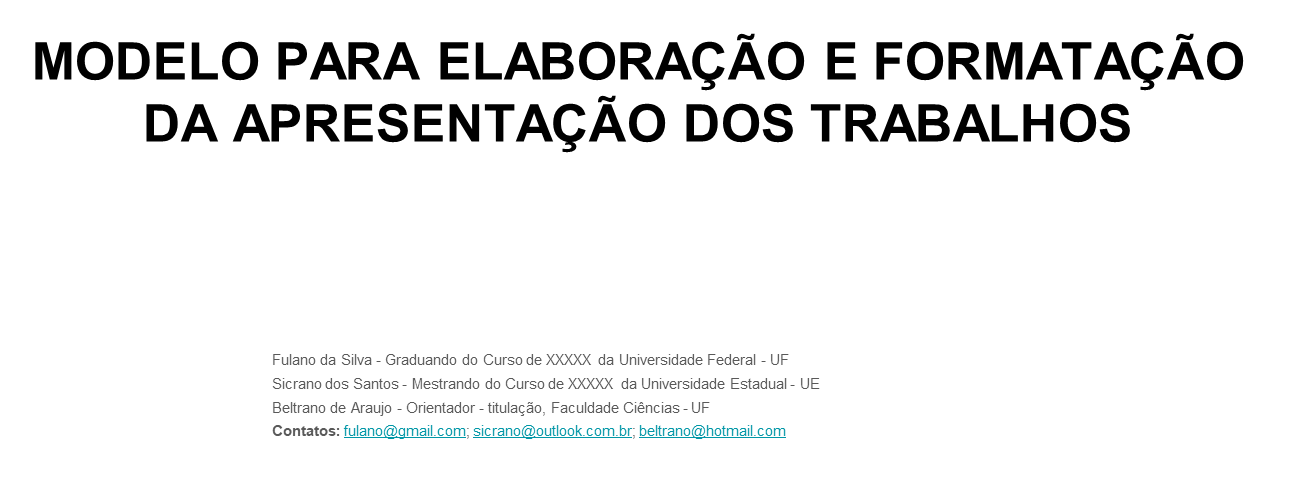 MODELO PARA ELABORAÇÃO E FORMATAÇÃO
DA APRESENTAÇÃO DOS TRABALHOS
Fulano da Silva - Graduando do Curso de XXXXX da Universidade Federal - UF
Sicrano dos Santos - Mestrando do Curso de XXXXX da Universidade Estadual - UE
Beltrano de Araujo - Orientador - titulação, Faculdade Ciências - UF
Contatos: fulano@gmail.com; sicrano@outlook.com.br; beltrano@hotmail.com